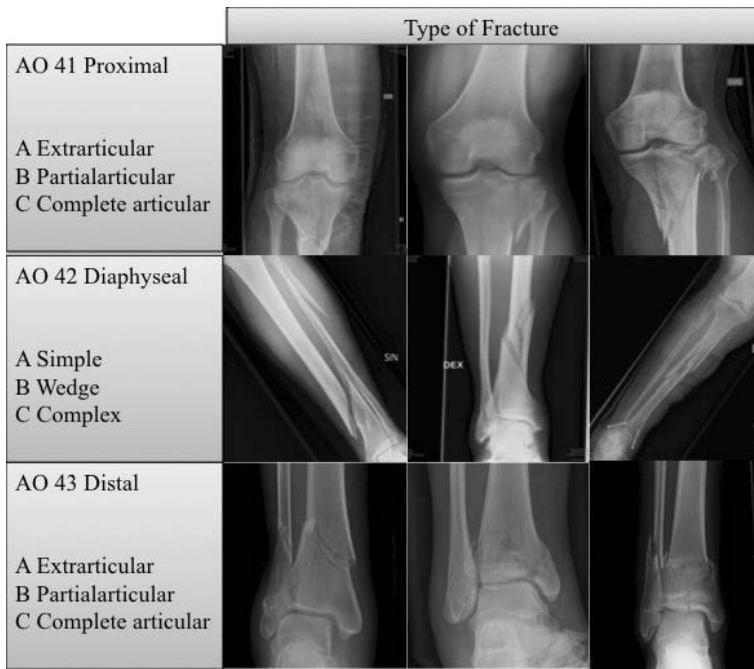 Type of Fracture
AO 41 Proximal
A Extrarticular
B Partialarticular
C Complete articular
AO 42 Diaphyseal
A Simple
B Wedge
C Complex
SIN
DEX
AO 43 Distal
A Extrarticular
B Partialarticular
C Complete articular